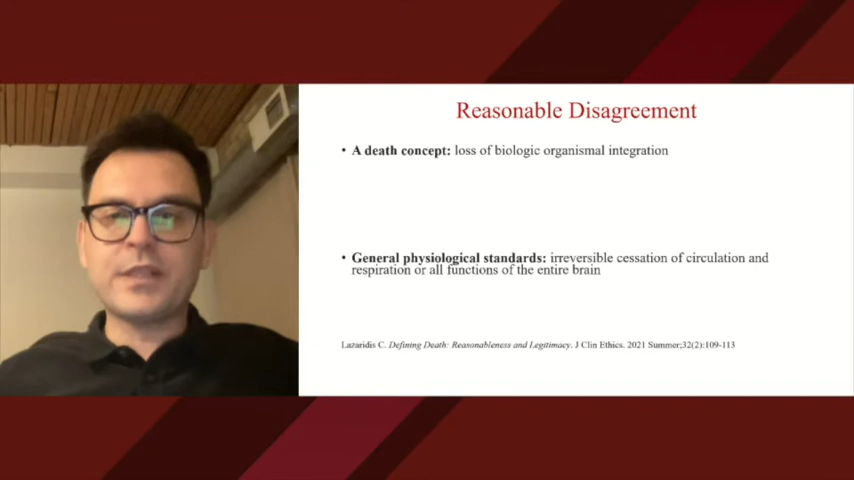 Reasonable Disagreement
• A death concept: loss of biologic organismal integration
• General physiological standards: irreversible cessation of circulation and
respiration or all functions of the entire brain
Lazaridis C. Defining Death: Reasonableness and Legitimacy. J Clin Ethics. 2021 Summer;32(2):109-113